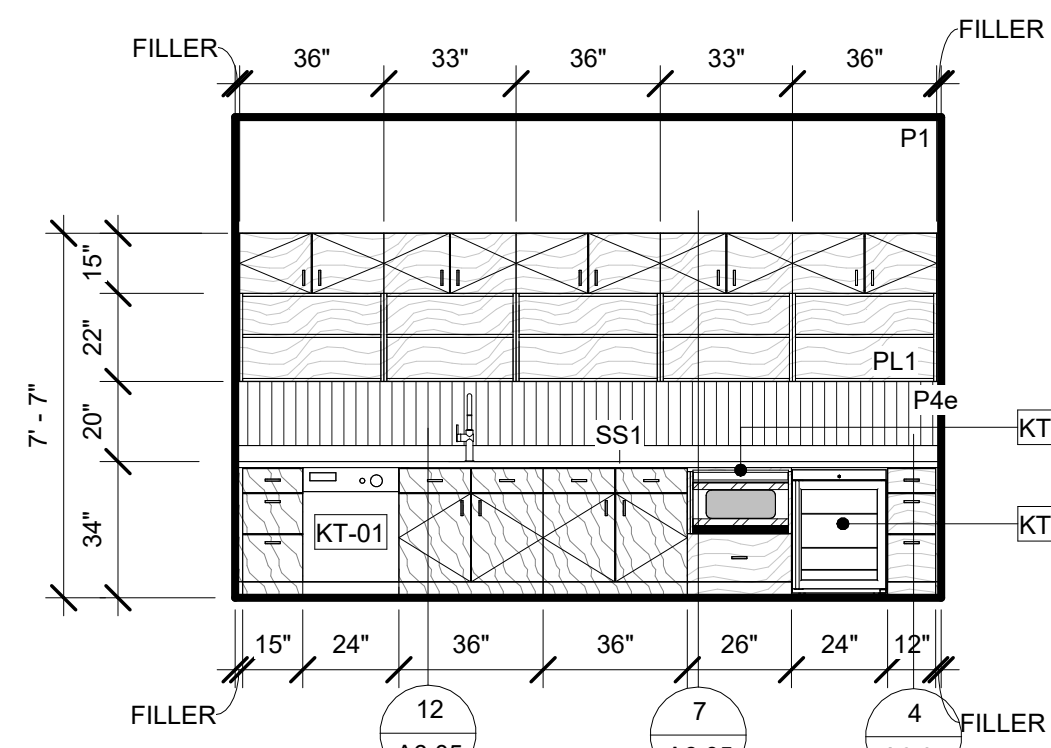 FILLER 36" 33" 36" 33" 36" FILLER
P1
15"
22"
PL1
7' - 7"
20"
P4e
SS1
KT
34"
KT-01
KT
15" 24" 36" 36" 26" 24" 12"
FILLER 12 7 4 FILLER